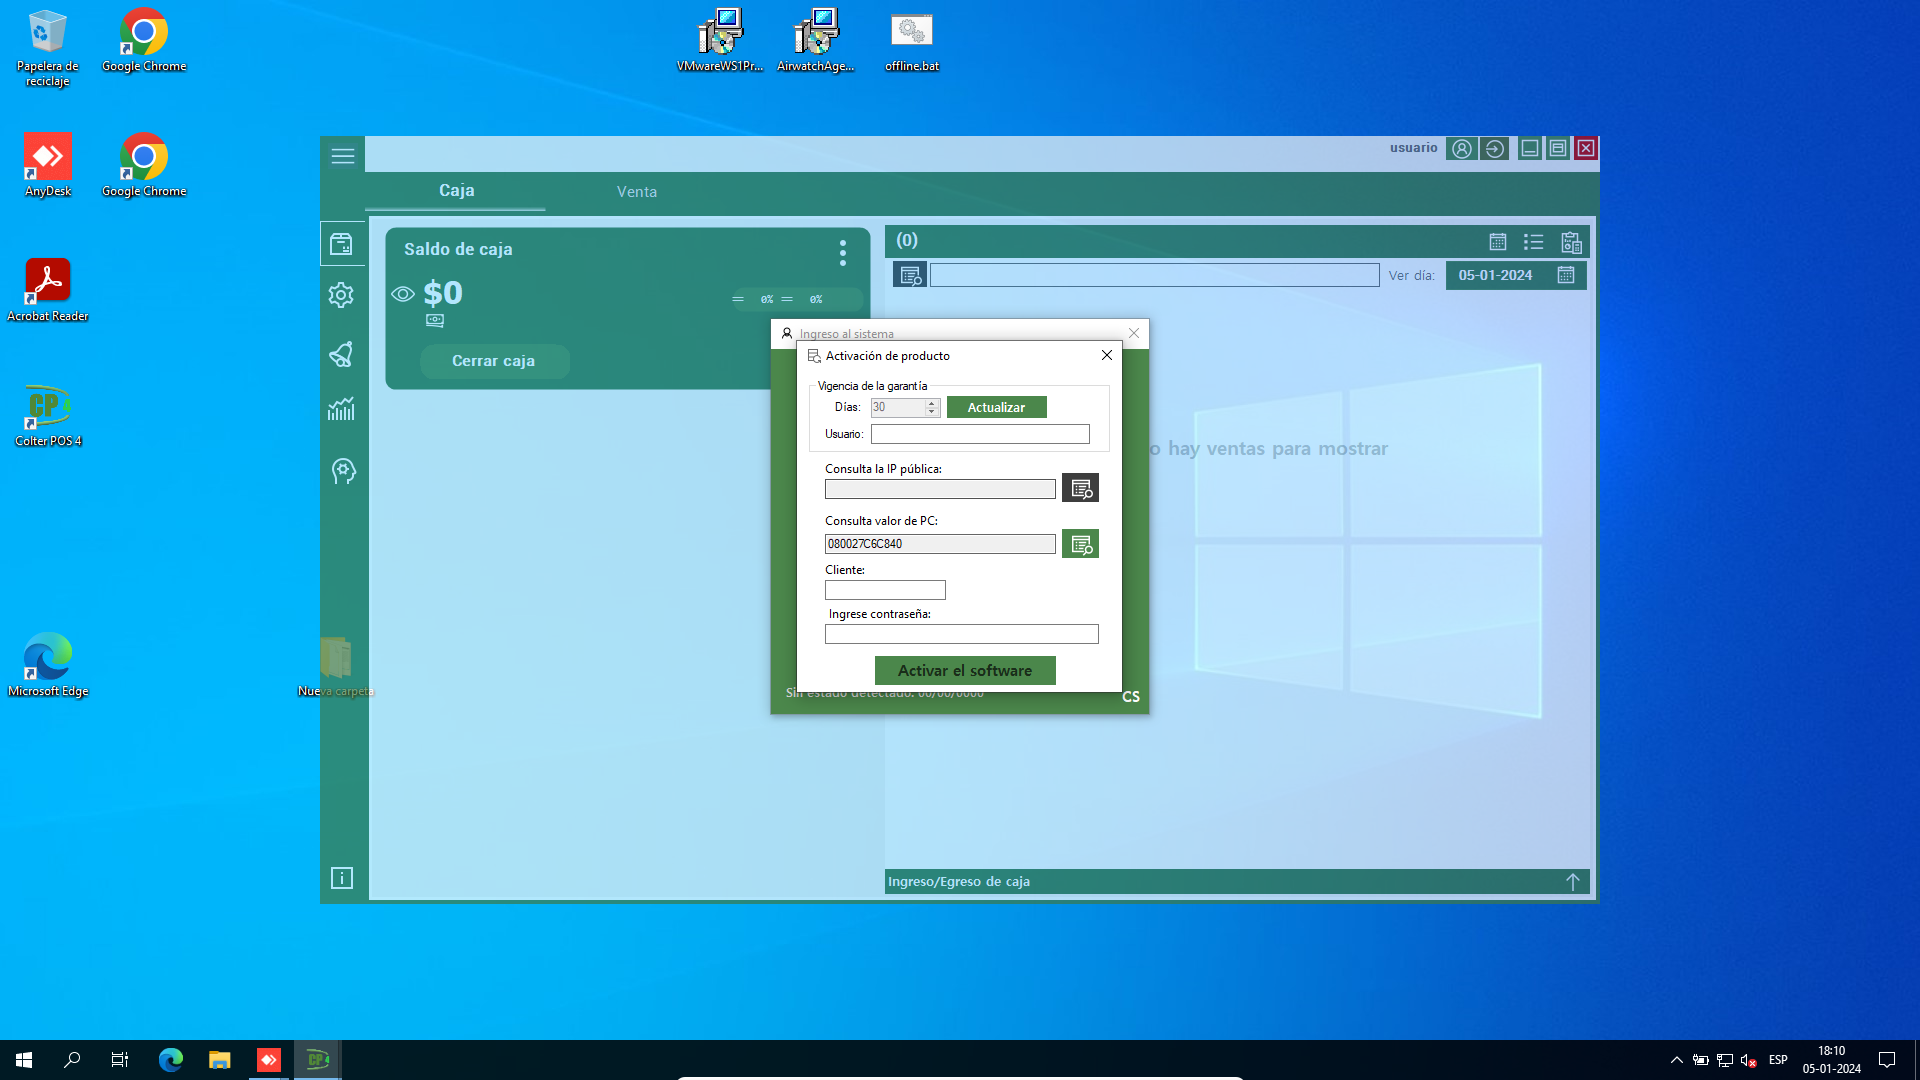 Papelera de
reciclaje
Google Chrome
VMwareWS1Pr...
AirwatchAge...
offline.bat
AnyDesk
Google Chrome
Acrobat Reader
CP4
Colter POS 4
Microsoft Edge
Nueva carpeta
usuario
Caja
Venta
Saldo de caja
$0
= 0% = 0%
Cerrar caja
(0)
Ver día:
05-01-2024
o hay ventas para mostrar
Ingreso/Egreso de caja
Ingreso al sistema
Activación de producto
Vigencia de la garantía
Días:
30
Actualizar
Usuario:
Consulta la IP pública:
Consulta valor de PC:
080027C6C840
Cliente:
Ingrese contraseña:
Activar el software
Sin estado detectado: 00/00/0000
CS
CP4
ESP
18:10
05-01-2024